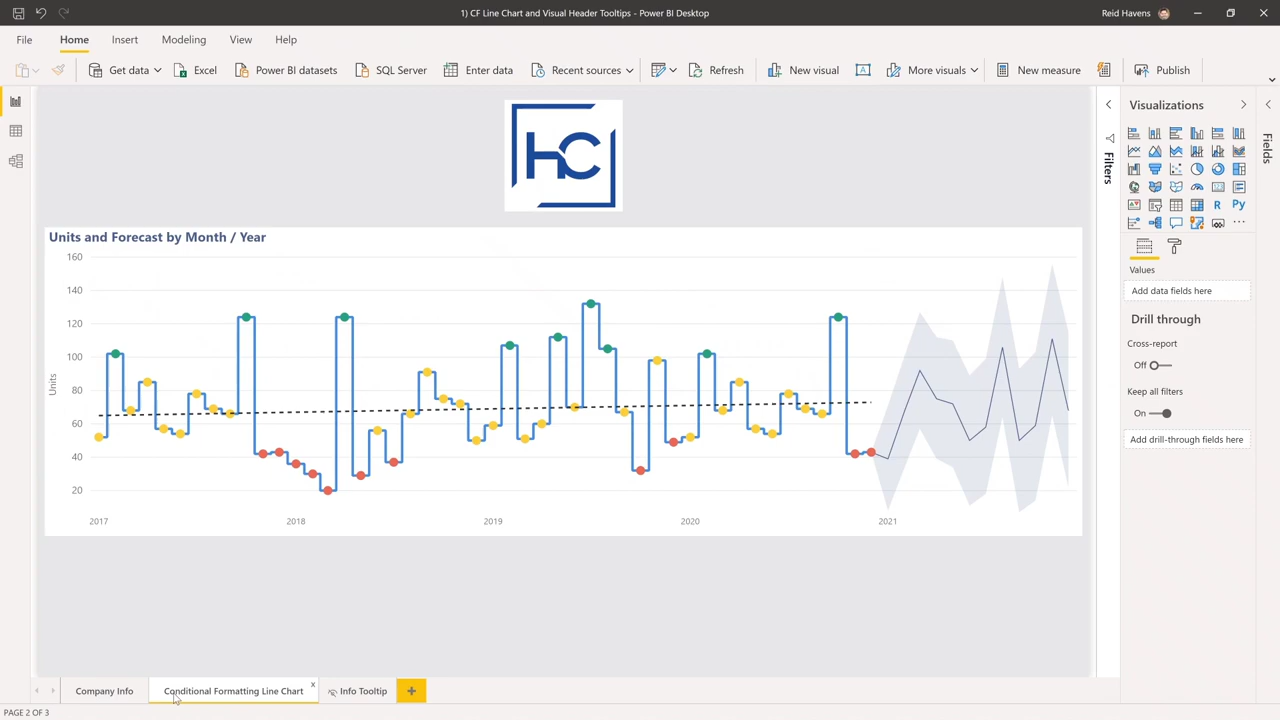 1) CF Line Chart and Visual Header Tooltips - Power BI Desktop
Reid Havens
File Home Insert Modeling View Help
Get data Excel Power BI datasets SQL Server Enter data Recent sources Refresh New visual A More visuals New measure Publish
hc
Filters
Visualizations
Fields
R Py
Values
Add data fields here
Drill through
Cross-report
Off
Keep all filters
On
Add drill-through fields here
Units and Forecast by Month / Year
Units
160
140
120
100
80
60
40
20
2017 2018 2019 2020 2021
Company Info Conditional Formatting Line Chart x Info Tooltip +
PAGE 2 OF 3